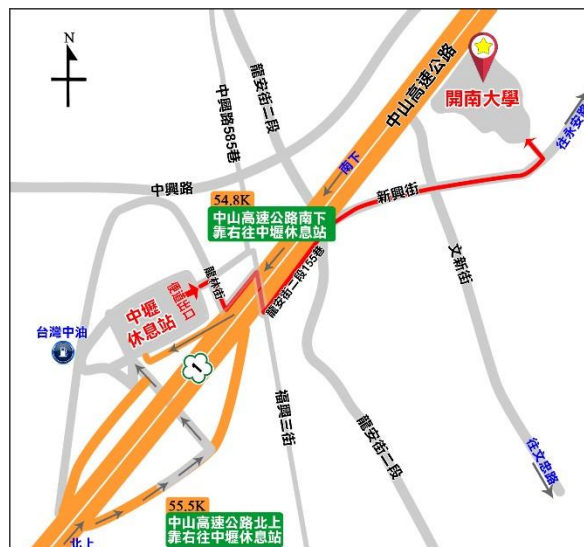 N
中山高速公路
開南大學
往永安路
龍安街二段
中興路585巷
南下
中興路
新興街
54.8K
中山高速公路南下
靠右往中壢休息站
文新街
龍林街
便道出口
中壢
休息站
龍安街二段155巷
台灣中油
1
福興三街
龍安街二段
往文忠路
55.5K
中山高速公路北上
靠右往中壢休息站
北上